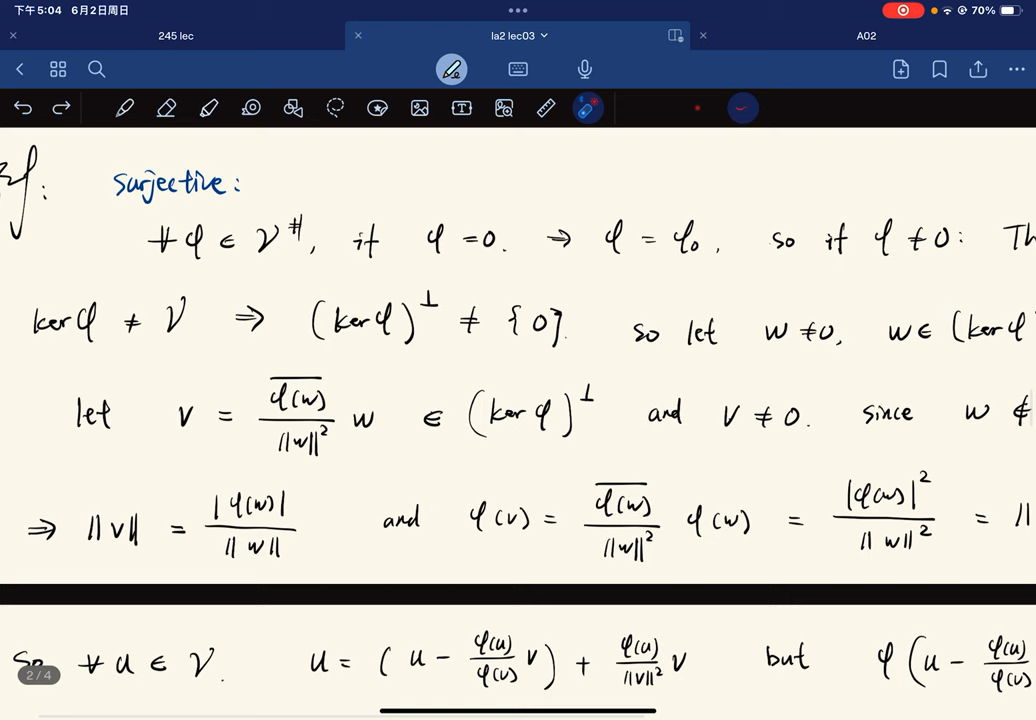 下午5:04 6月2日周日
70%
245 lec
la2 lec03
A02
Surjective:
∀φ ∈ V^#, if φ = 0. ⇒ φ = φ₀, so if φ ≠ 0: Th
ker φ ≠ V ⇒ (ker φ)^⊥ ≠ {0}. so let w ≠ 0, w ∈ (ker φ
let v = \overline{φ(w)}/||w||² w ∈ (ker φ)^⊥ and v ≠ 0. since w ∉
⇒ ||v|| = |φ(w)|/||w|| and φ(v) = \overline{φ(w)}/||w||² φ(w) = |φ(w)|²/||w||² = ||
So ∀ u ∈ V. u = (u − φ(u)/φ(v) v) + φ(u)/||v||² v but φ(u − φ(u)/φ(v)
2/4